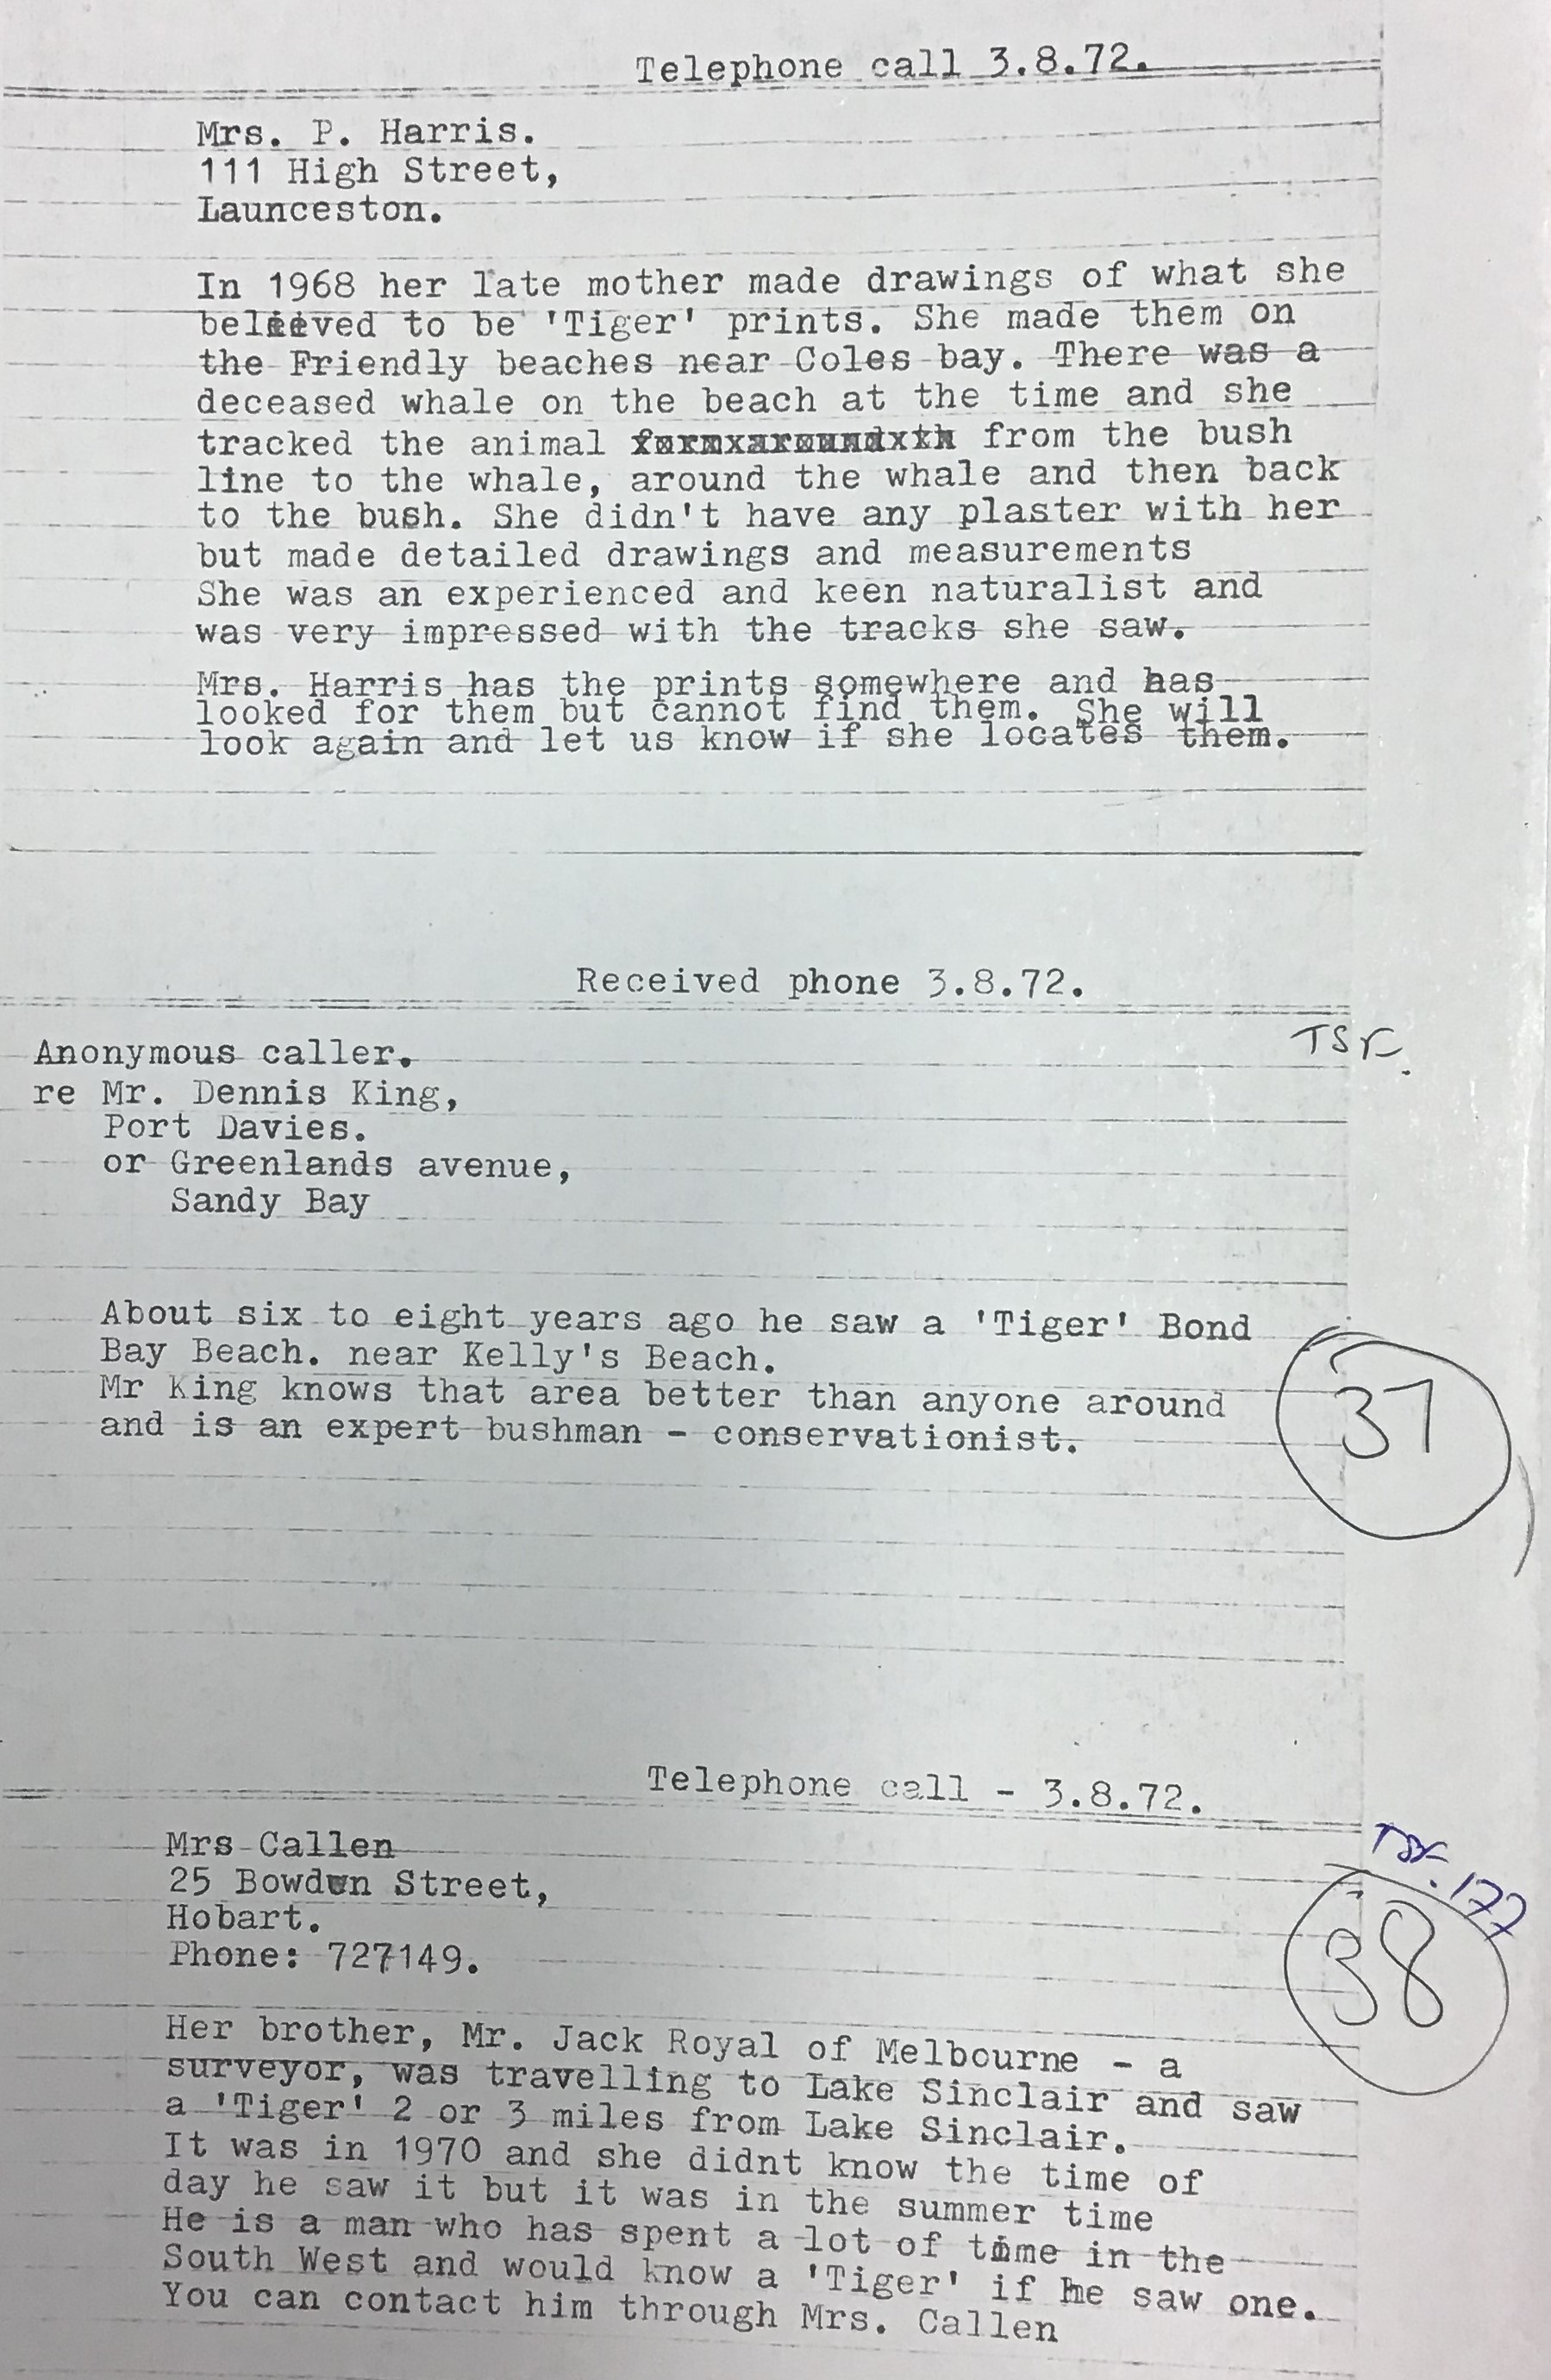 Telephone call 3.8.72.
Mrs. P. Harris.
111 High Street,
Launceston.
In 1968 her late mother made drawings of what she
beleived to be 'Tiger' prints. She made them on
the Friendly beaches near Coles bay. There was a
deceased whale on the beach at the time and she
tracked the animal from the bush
line to the whale, around the whale and then back
to the bush. She didn't have any plaster with her
but made detailed drawings and measurements
She was an experienced and keen naturalist and
was very impressed with the tracks she saw.
Mrs. Harris has the prints somewhere and has
looked for them but cannot find them. She will
look again and let us know if she locates them.
Received phone 3.8.72.
TSF.
Anonymous caller.
re Mr. Dennis King,
Port Davies.
or Greenlands avenue,
Sandy Bay
About six to eight years ago he saw a 'Tiger' Bond
Bay Beach. near Kelly's Beach.
Mr King knows that area better than anyone around
and is an expert bushman - conservationist.
37
Telephone call - 3.8.72.
TSF. 177
38
Mrs Callen
25 Bowden Street,
Hobart.
Phone: 727149.
Her brother, Mr. Jack Royal of Melbourne - a
surveyor, was travelling to Lake Sinclair and saw
a 'Tiger' 2 or 3 miles from Lake Sinclair.
It was in 1970 and she didnt know the time of
day he saw it but it was in the summer time
He is a man who has spent a lot of time in the
South West and would know a 'Tiger' if he saw one.
You can contact him through Mrs. Callen